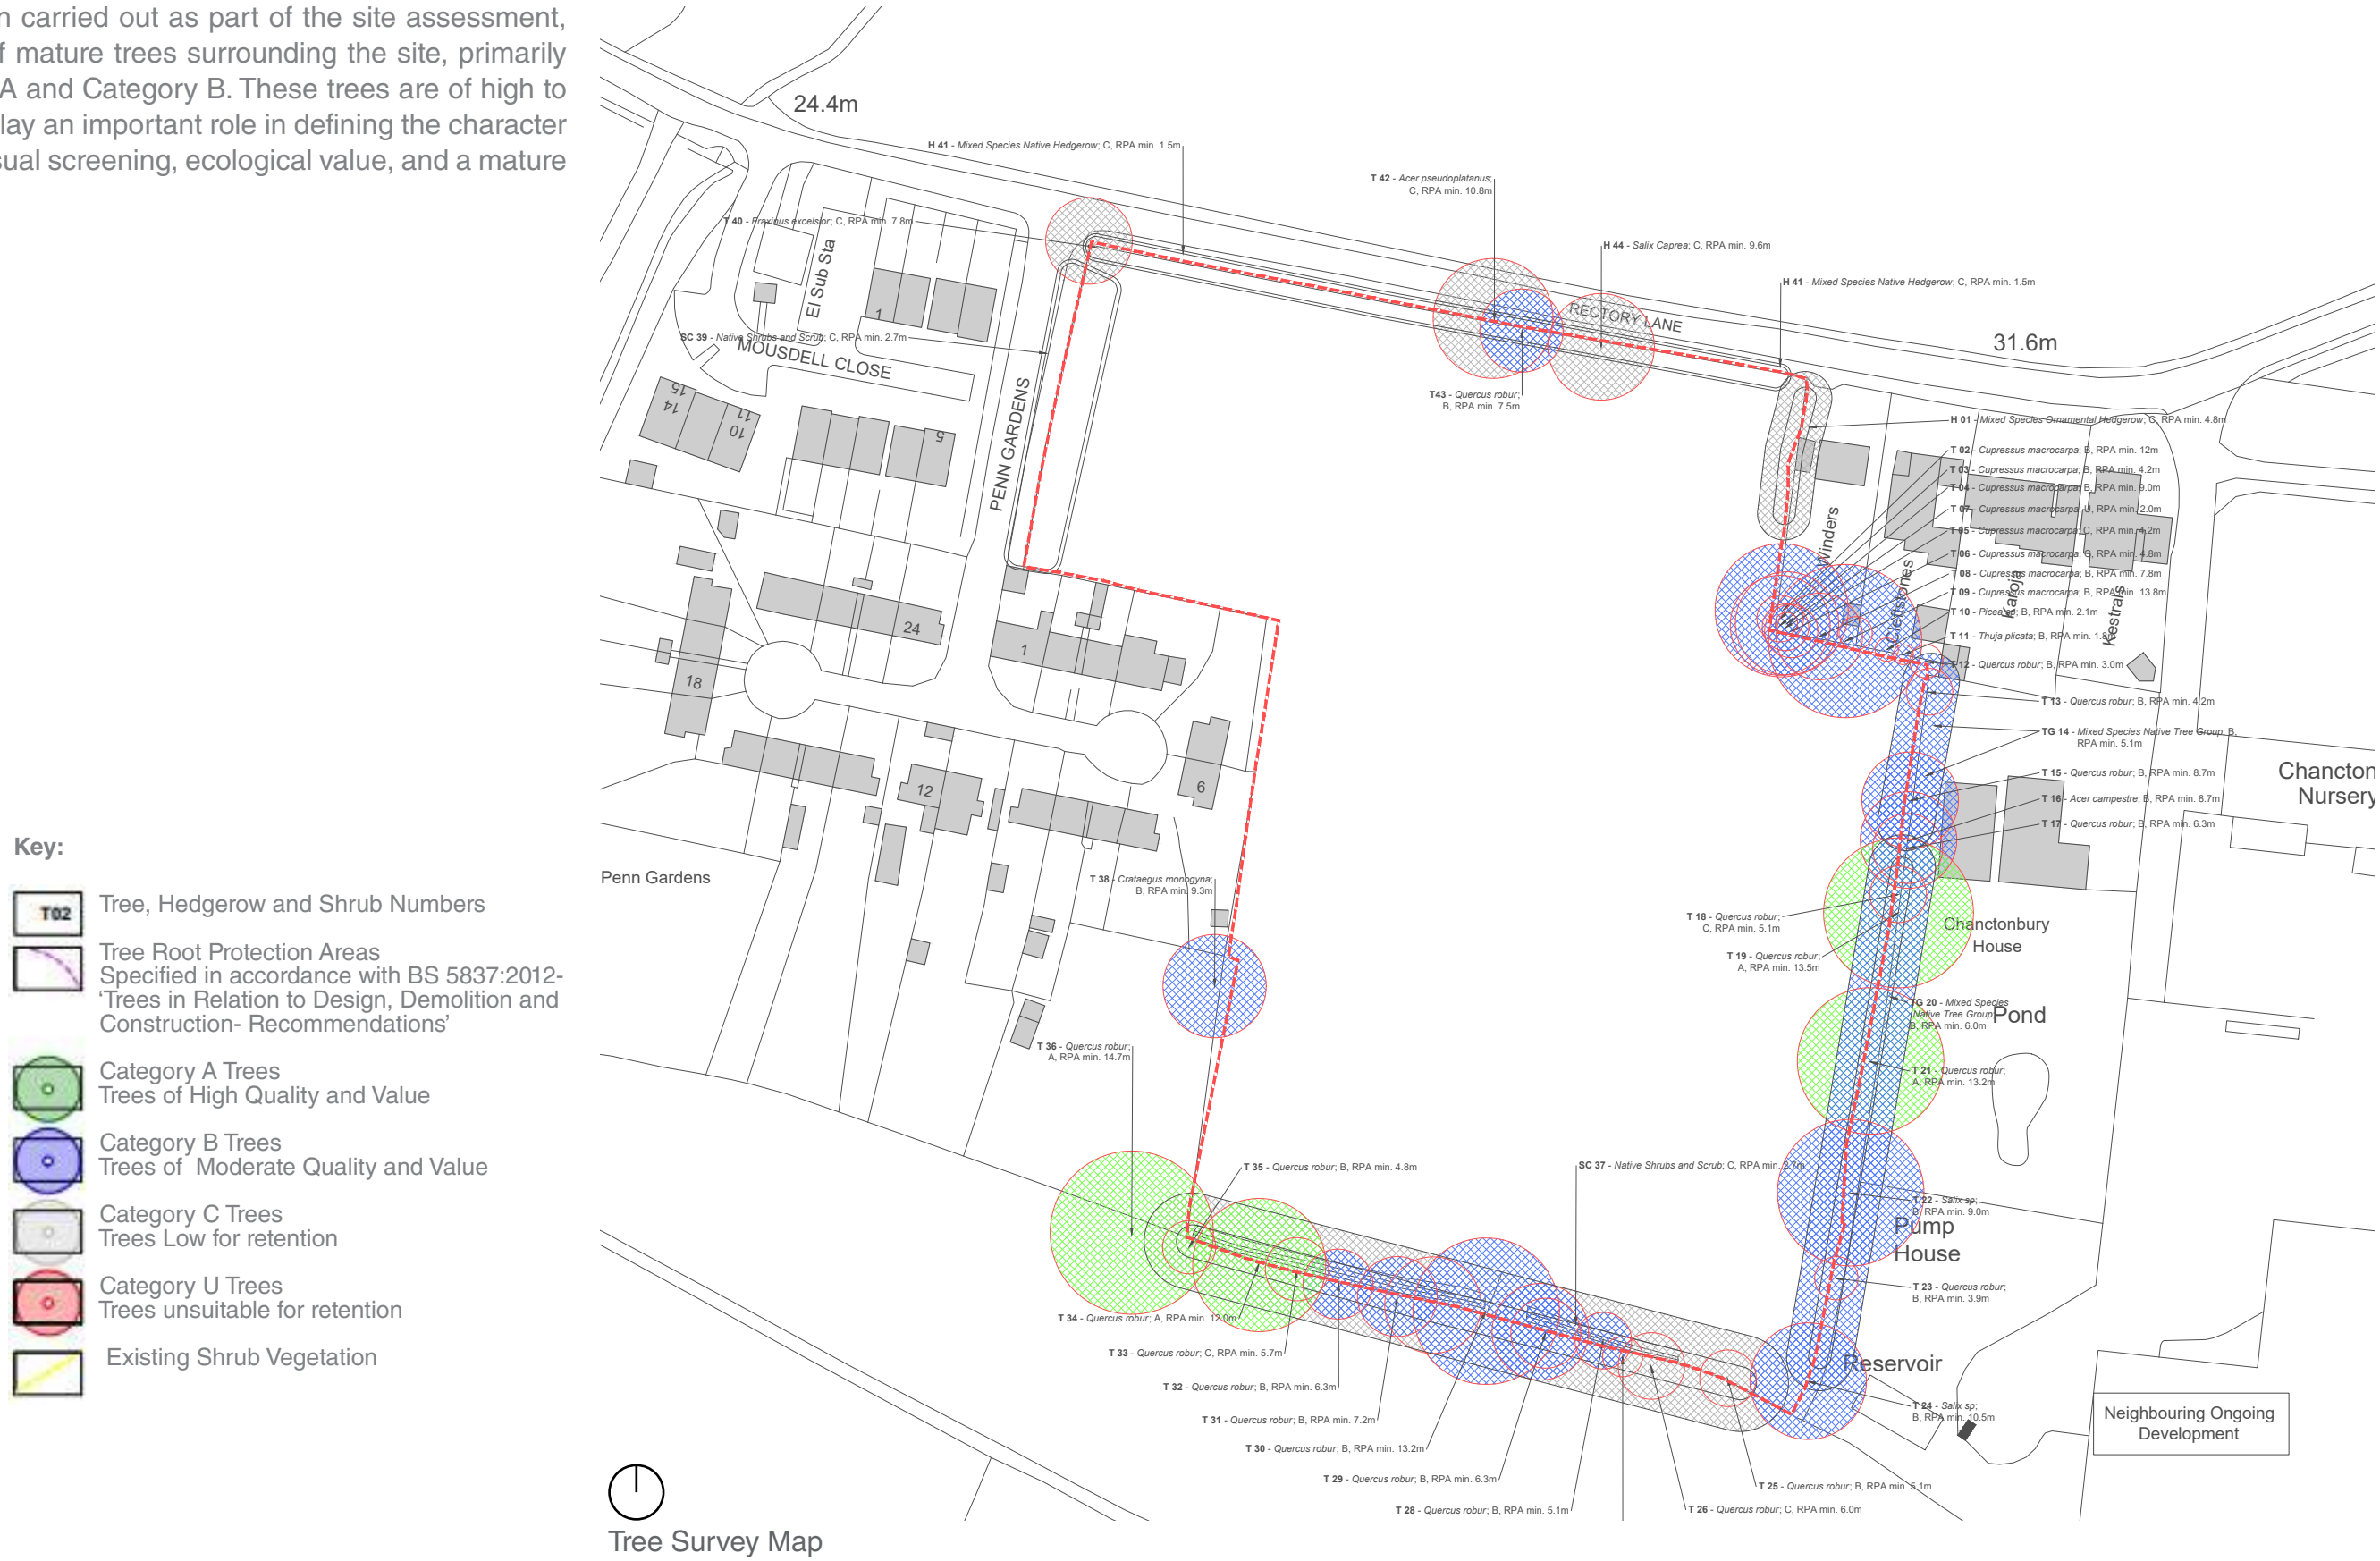 n carried out as part of the site assessment,
f mature trees surrounding the site, primarily
A and Category B. These trees are of high to
lay an important role in defining the character
sual screening, ecological value, and a mature
24.4m
H 41 - Mixed Species Native Hedgerow; C, RPA min. 1.5m
T 42 - Acer pseudoplatanus;
C, RPA min. 10.8m
T 40 - Fraxinus excelsior; C, RPA min. 7.8m
H 44 - Salix Caprea; C, RPA min. 9.6m
H 41 - Mixed Species Native Hedgerow; C, RPA min. 1.5m
El Sub Sta
1
RECTORY LANE
31.6m
SC 39 - Native Shrubs and Scrub; C, RPA min. 2.7m
MOUSDELL CLOSE
15
14
11
10
5
PENN GARDENS
T43 - Quercus robur;
B, RPA min. 7.5m
H 01 - Mixed Species Ornamental Hedgerow; C, RPA min. 4.8m
T 02 - Cupressus macrocarpa; B, RPA min. 12m
T 03 - Cupressus macrocarpa; B, RPA min. 4.2m
T 04 - Cupressus macrocarpa; B, RPA min. 9.0m
T 07 - Cupressus macrocarpa; U, RPA min. 2.0m
T 05 - Cupressus macrocarpa; C, RPA min. 4.2m
T 06 - Cupressus macrocarpa; C, RPA min. 4.8m
T 08 - Cupressus macrocarpa; B, RPA min. 7.8m
T 09 - Cupressus macrocarpa; B, RPA min. 13.8m
T 10 - Picea sp; B, RPA min. 2.1m
T 11 - Thuja plicata; B, RPA min. 1.8m
T 12 - Quercus robur; B, RPA min. 3.0m
T 13 - Quercus robur; B, RPA min. 4.2m
Winders
Cleftstones
Kaloja
Kestrals
24
1
18
TG 14 - Mixed Species Native Tree Group; B,
RPA min. 5.1m
T 15 - Quercus robur; B, RPA min. 8.7m
T 16 - Acer campestre; B, RPA min. 8.7m
T 17 - Quercus robur; B, RPA min. 6.3m
Chancton
Nursery
12
6
Penn Gardens
T 38 - Crataegus monogyna;
B, RPA min. 9.3m
T 18 - Quercus robur;
C, RPA min. 5.1m
Chanctonbury
House
T 19 - Quercus robur;
A, RPA min. 13.5m
TG 20 - Mixed Species
Native Tree Group;
B, RPA min. 6.0m
Pond
T 36 - Quercus robur;
A, RPA min. 14.7m
T 21 - Quercus robur;
A, RPA min. 13.2m
T 35 - Quercus robur; B, RPA min. 4.8m
SC 37 - Native Shrubs and Scrub; C, RPA min. 2.7m
T 22 - Salix sp;
B, RPA min. 9.0m
Pump
House
T 23 - Quercus robur;
B, RPA min. 3.9m
T 34 - Quercus robur; A, RPA min. 12.0m
T 33 - Quercus robur; C, RPA min. 5.7m
T 32 - Quercus robur; B, RPA min. 6.3m
T 31 - Quercus robur; B, RPA min. 7.2m
T 30 - Quercus robur; B, RPA min. 13.2m
T 29 - Quercus robur; B, RPA min. 6.3m
T 28 - Quercus robur; B, RPA min. 5.1m
T 26 - Quercus robur; C, RPA min. 6.0m
T 25 - Quercus robur; B, RPA min. 5.1m
Reservoir
T 24 - Salix sp;
B, RPA min. 10.5m
Neighbouring Ongoing
Development
Key:
T02
Tree, Hedgerow and Shrub Numbers
Tree Root Protection Areas
Specified in accordance with BS 5837:2012-
‘Trees in Relation to Design, Demolition and
Construction- Recommendations’
Category A Trees
Trees of High Quality and Value
Category B Trees
Trees of Moderate Quality and Value
Category C Trees
Trees Low for retention
Category U Trees
Trees unsuitable for retention
Existing Shrub Vegetation
Tree Survey Map